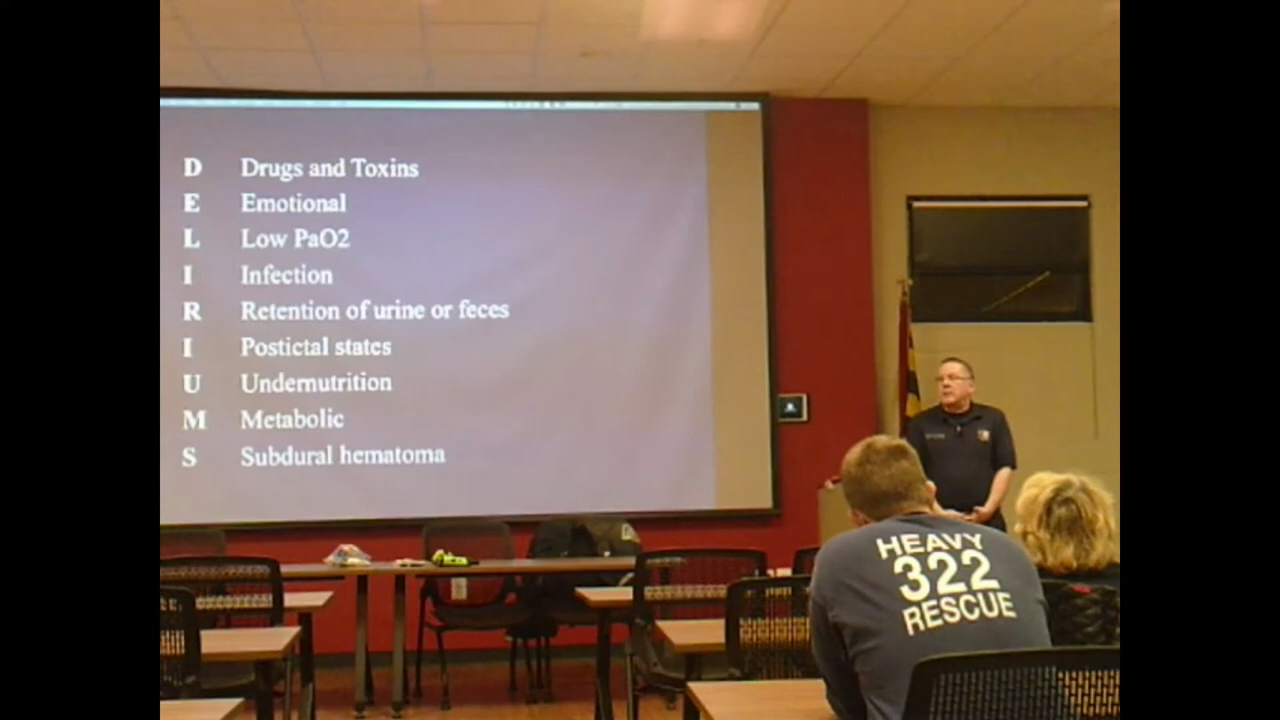 D Drugs and Toxins
E Emotional
L Low PaO2
I Infection
R Retention of urine or feces
I Postictal states
U Undernutrition
M Metabolic
S Subdural hematoma
HEAVY
322
RESCUE